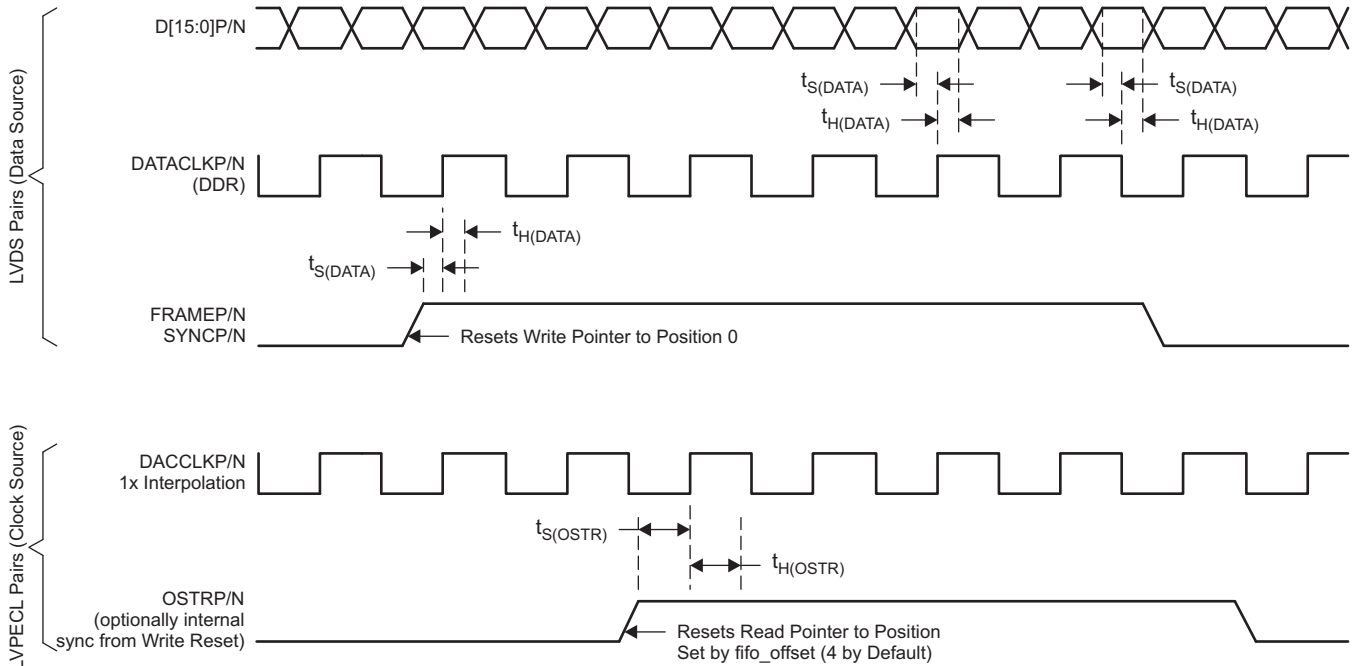 D[15:0]P/N
tS(DATA)
tS(DATA)
tH(DATA)
tH(DATA)
LVDS Pairs (Data Source)
DATACLKP/N
(DDR)
tH(DATA)
tS(DATA)
FRAMEP/N
SYNCP/N
Resets Write Pointer to Position 0
LVPECL Pairs (Clock Source)
DACCLKP/N
1x Interpolation
tS(OSTR)
tH(OSTR)
OSTRP/N
(optionally internal
sync from Write Reset)
Resets Read Pointer to Position
Set by fifo_offset (4 by Default)